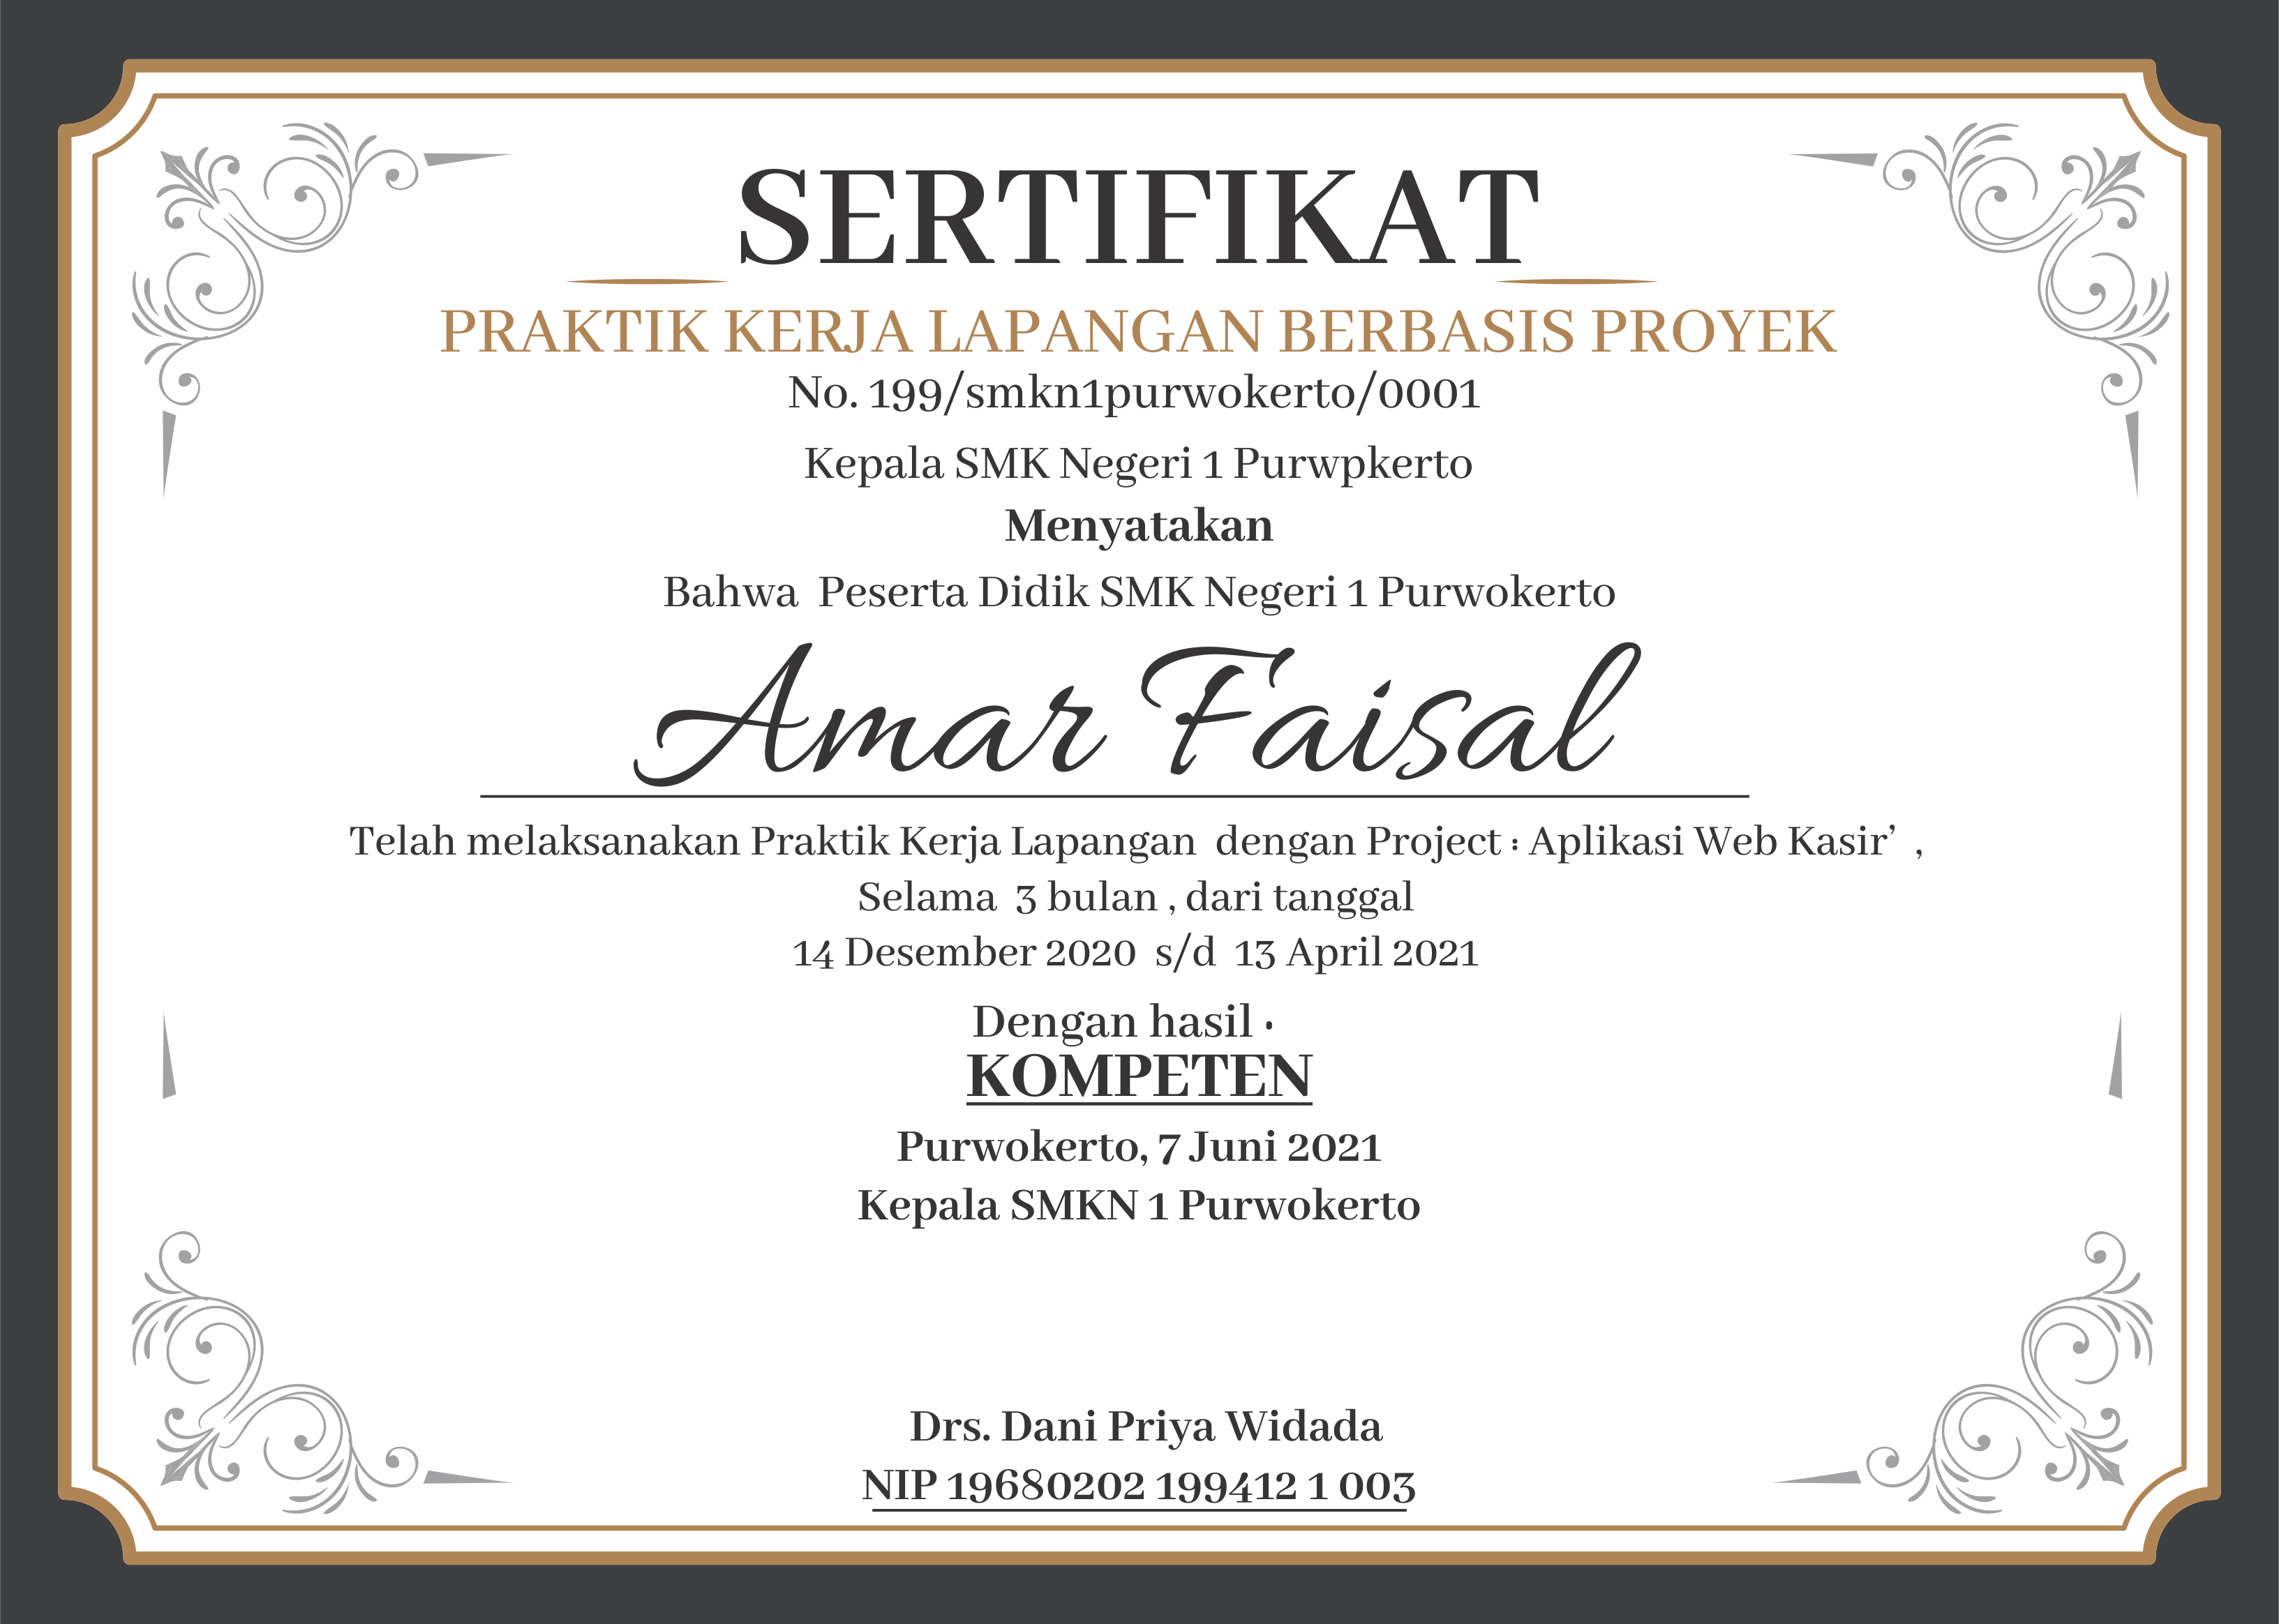 SERTIFIKAT
PRAKTIK KERJA LAPANGAN BERBASIS PROYEK
No. 199/smkn1purwokerto/0001
Kepala SMK Negeri 1 Purwpkerto
Menyatakan
Bahwa Peserta Didik SMK Negeri 1 Purwokerto
Amar Faisal
Telah melaksanakan Praktik Kerja Lapangan dengan Project : Aplikasi Web Kasir’ ,
Selama 3 bulan , dari tanggal
14 Desember 2020 s/d 13 April 2021
Dengan hasil ·
KOMPETEN
Purwokerto, 7 Juni 2021
Kepala SMKN 1 Purwokerto
Drs. Dani Priya Widada
NIP 19680202 199412 1 003